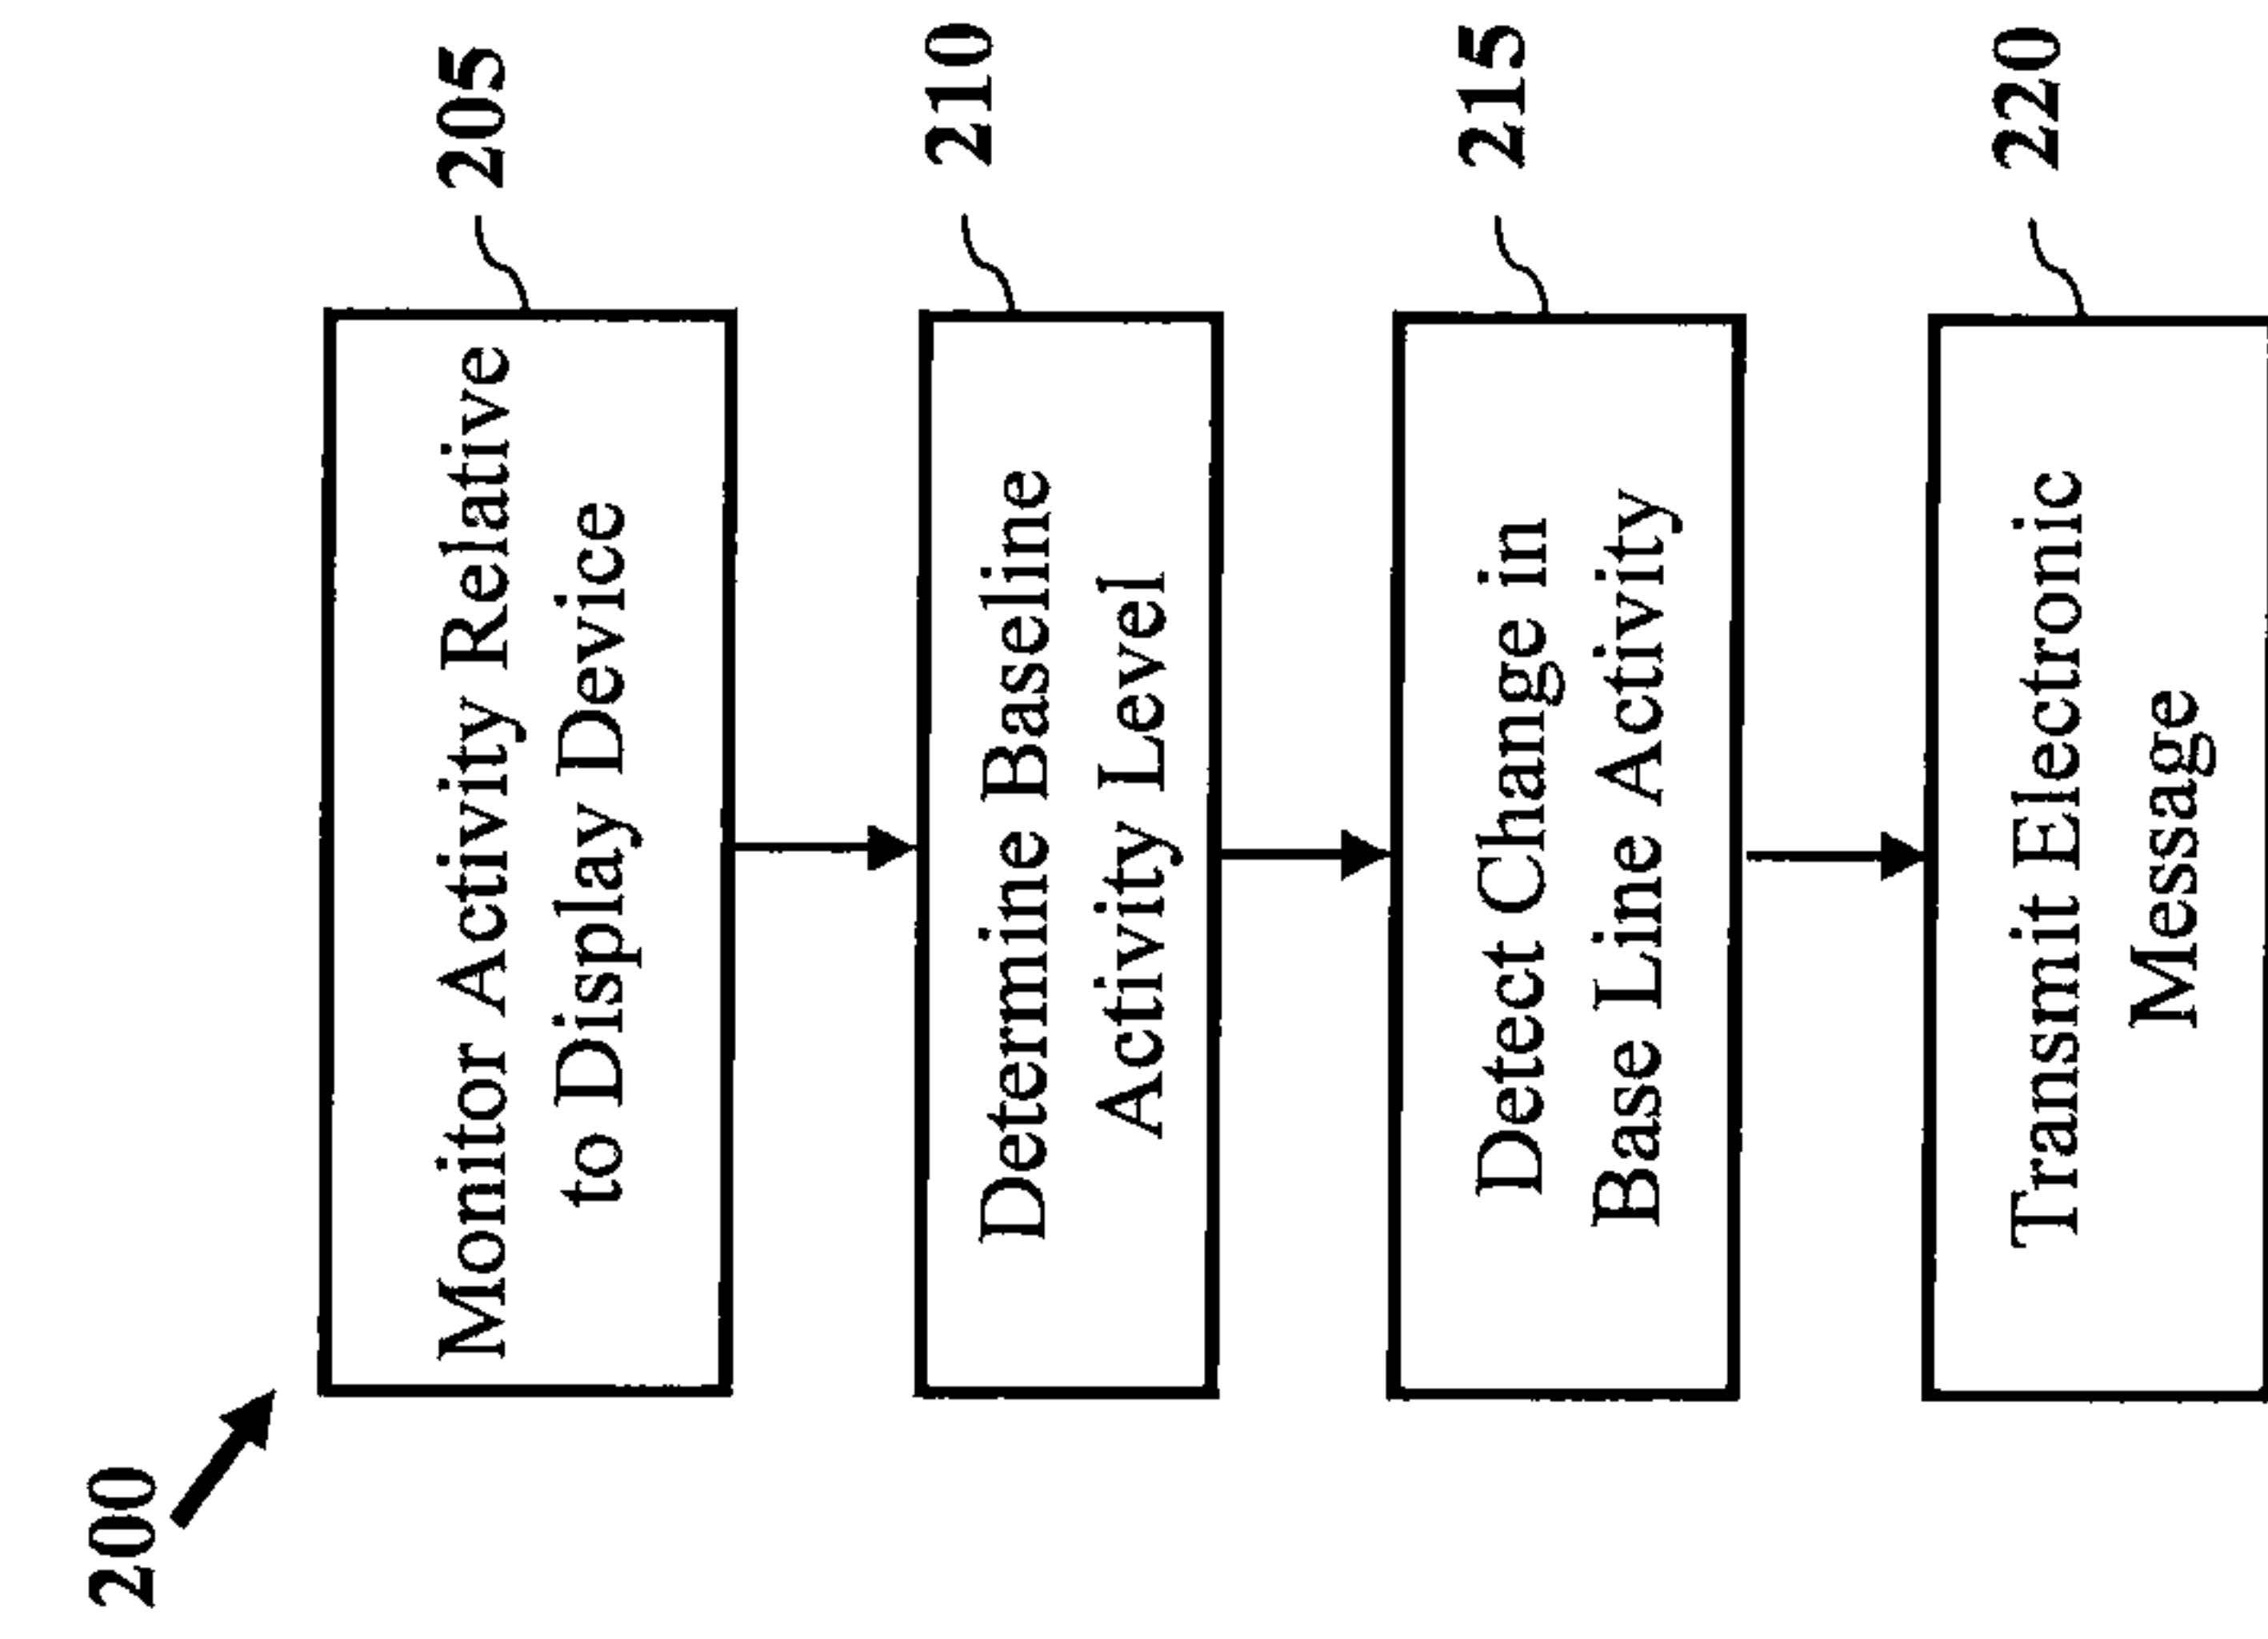 200
Monitor Activity Relative
to Display Device
205
Determine Baseline
Activity Level
210
Detect Change in
Base Line Activity
215
Transmit Electronic
Message
220